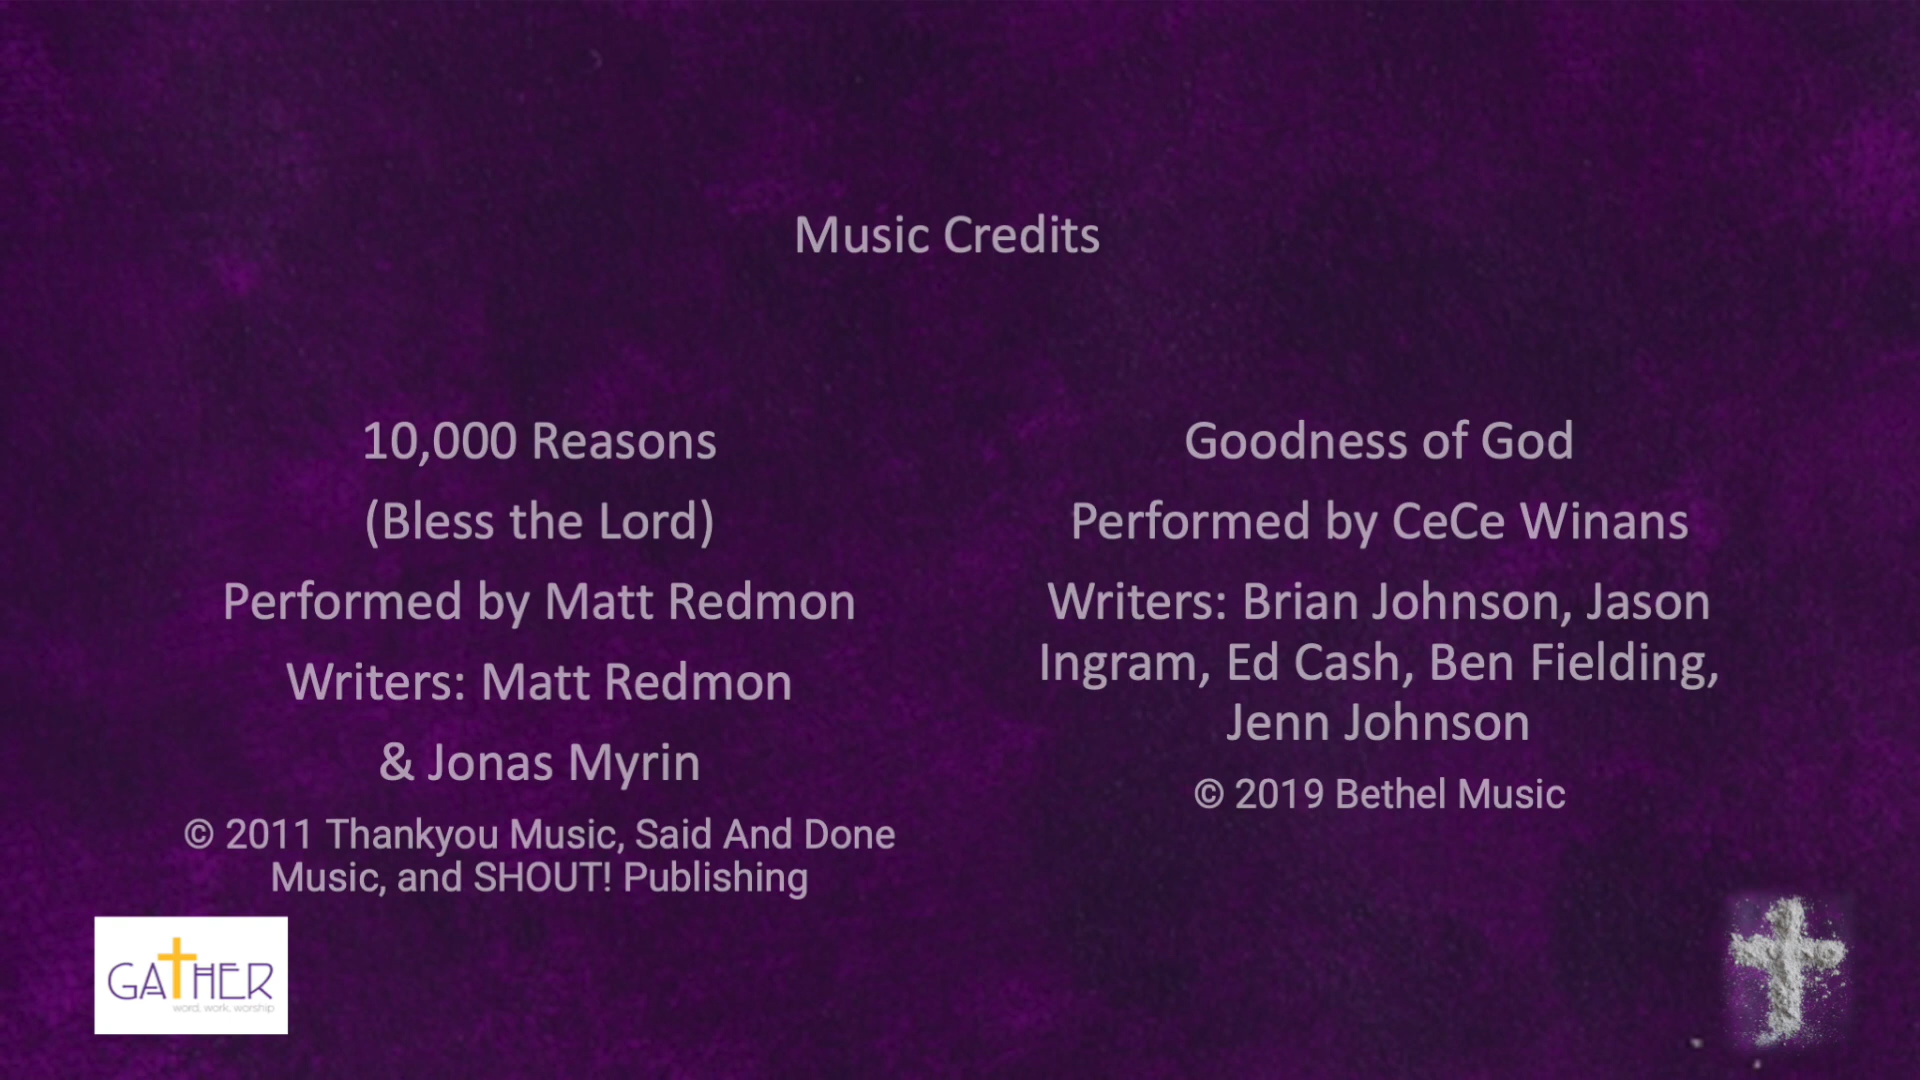 Music Credits
10,000 Reasons
(Bless the Lord)
Performed by Matt Redmon
Writers: Matt Redmon
& Jonas Myrin
© 2011 Thankyou Music, Said And Done
Music, and SHOUT! Publishing
Goodness of God
Performed by CeCe Winans
Writers: Brian Johnson, Jason
Ingram, Ed Cash, Ben Fielding,
Jenn Johnson
© 2019 Bethel Music
GATHER
word, work, worship